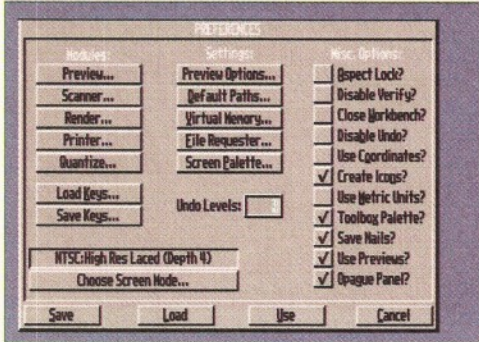 PREFERENCES
Modules:
Preview...
Scanner...
Render...
Printer...
Quantize...
Load Keys...
Save Keys...
NTSC:High Res Laced (Depth 4)
Choose Screen Mode...
Settings:
Preview Options...
Default Paths...
Virtual Memory...
File Requester...
Screen Palette...
Undo Levels:
Misc. Options:
Aspect Lock?
Disable Verify?
Close Workbench?
Disable Undo?
Use Coordinates?
Create Icons?
Use Metric Units?
Toolbox Palette?
Save Nails?
Use Previews?
Opague Panel?
Save
Load
Use
Cancel